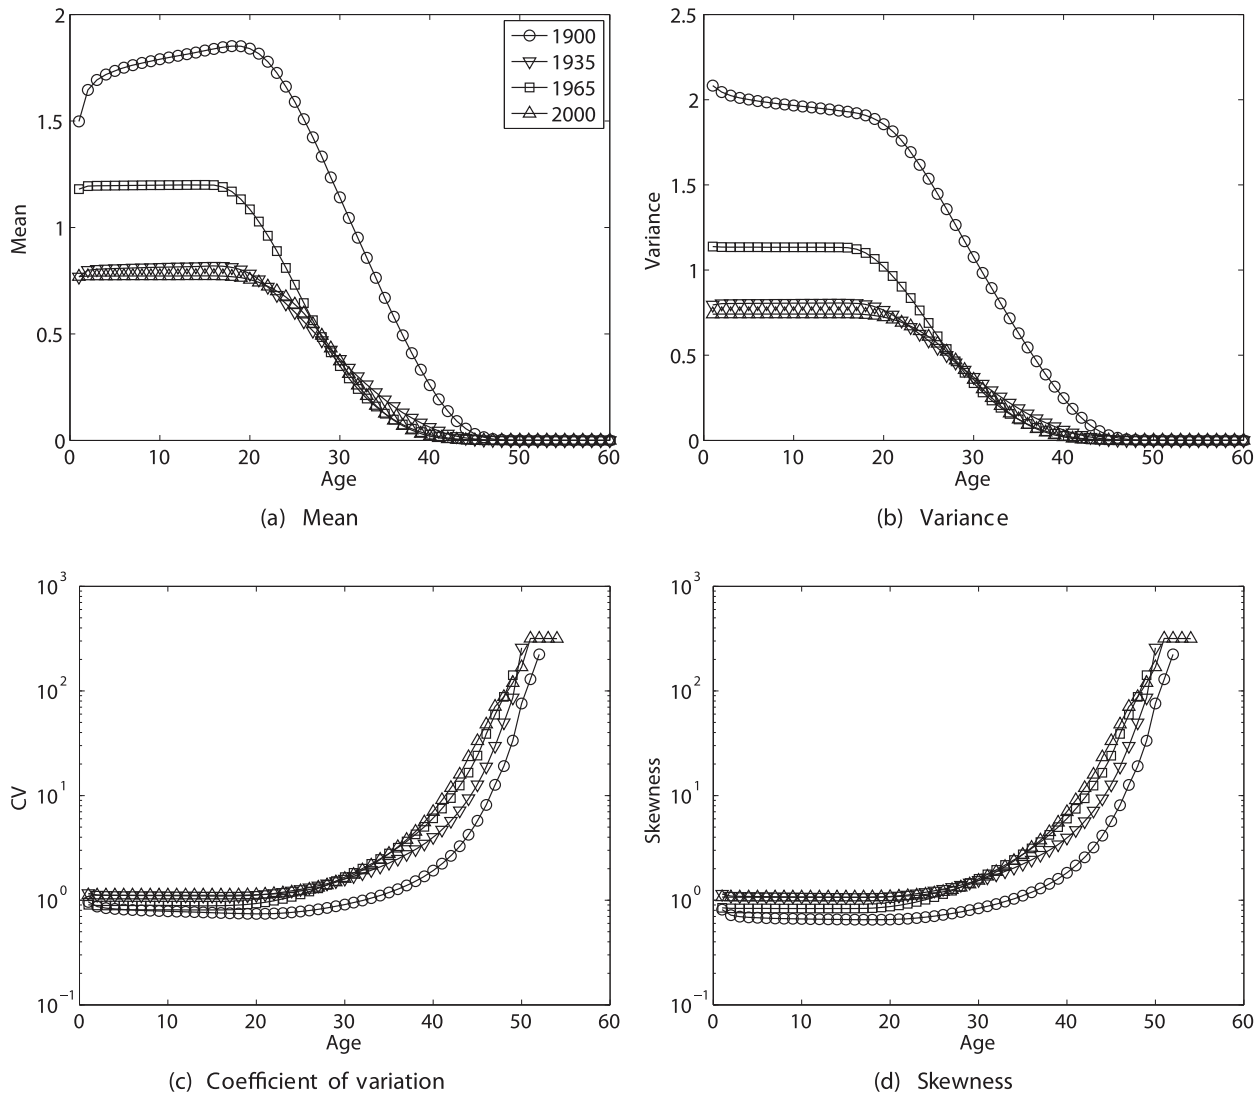 2
1.5
1
0.5
0
Mean
1900
1935
1965
2000
0 10 20 30 40 50 60
Age
(a) Mean
2.5
2
1.5
1
0.5
0
Variance
0 10 20 30 40 50 60
Age
(b) Variance
10^3
10^2
10^1
10^0
10^−1
CV
0 10 20 30 40 50 60
Age
(c) Coefficient of variation
10^3
10^2
10^1
10^0
10^−1
Skewness
0 10 20 30 40 50 60
Age
(d) Skewness